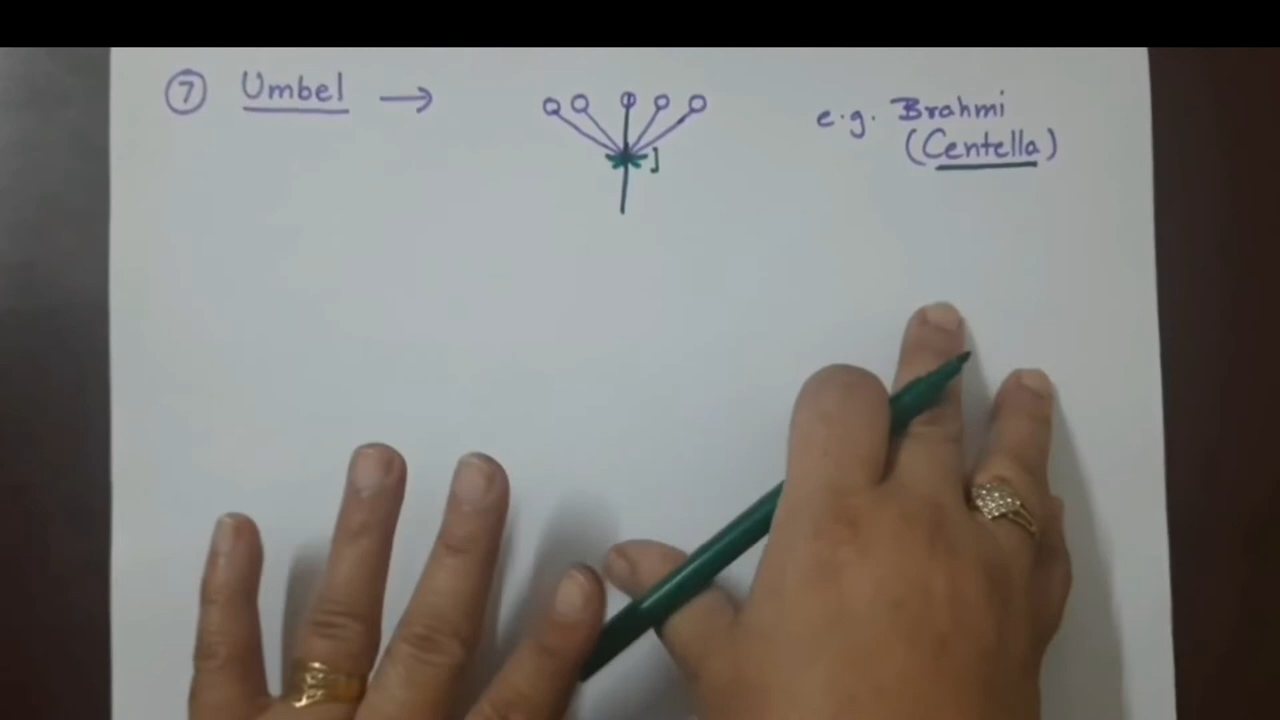 7 Umbel →
e.g. Brahmi
(Centella)